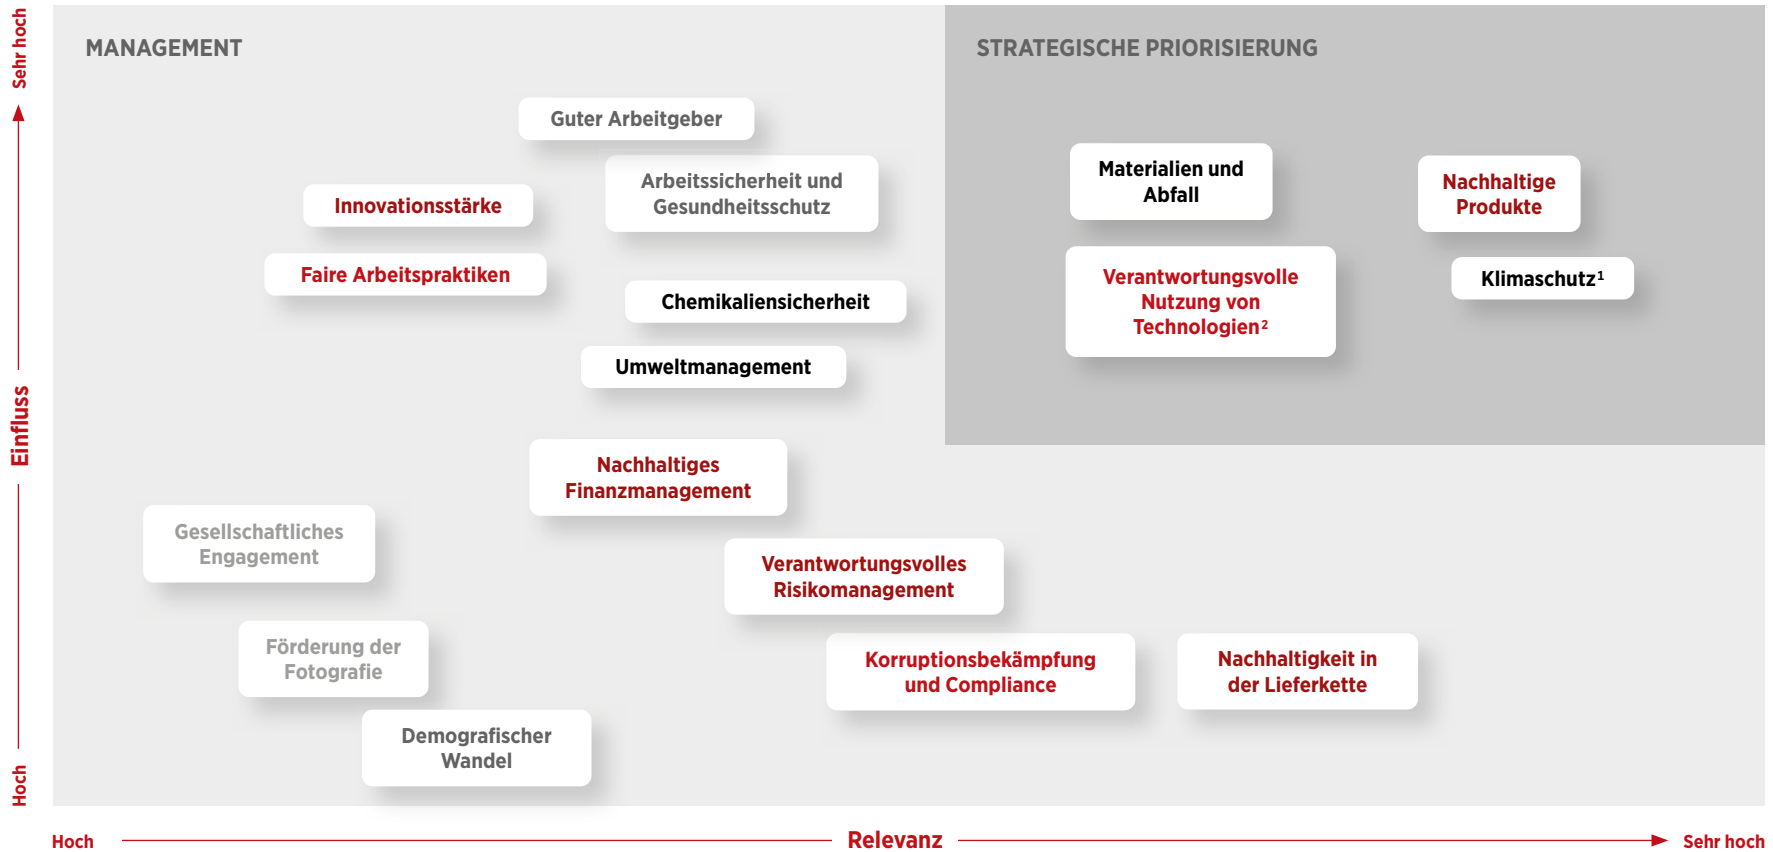 Sehr hoch
Einfluss
Hoch
MANAGEMENT
STRATEGISCHE PRIORISIERUNG
Guter Arbeitgeber
Arbeitssicherheit und
Gesundheitsschutz
Innovationsstärke
Faire Arbeitspraktiken
Chemikaliensicherheit
Umweltmanagement
Materialien und
Abfall
Nachhaltige
Produkte
Verantwortungsvolle
Nutzung von
Technologien²
Klimaschutz¹
Nachhaltiges
Finanzmanagement
Gesellschaftliches
Engagement
Verantwortungsvolles
Risikomanagement
Förderung der
Fotografie
Korruptionsbekämpfung
und Compliance
Nachhaltigkeit in
der Lieferkette
Demografischer
Wandel
Hoch
Relevanz
Sehr hoch